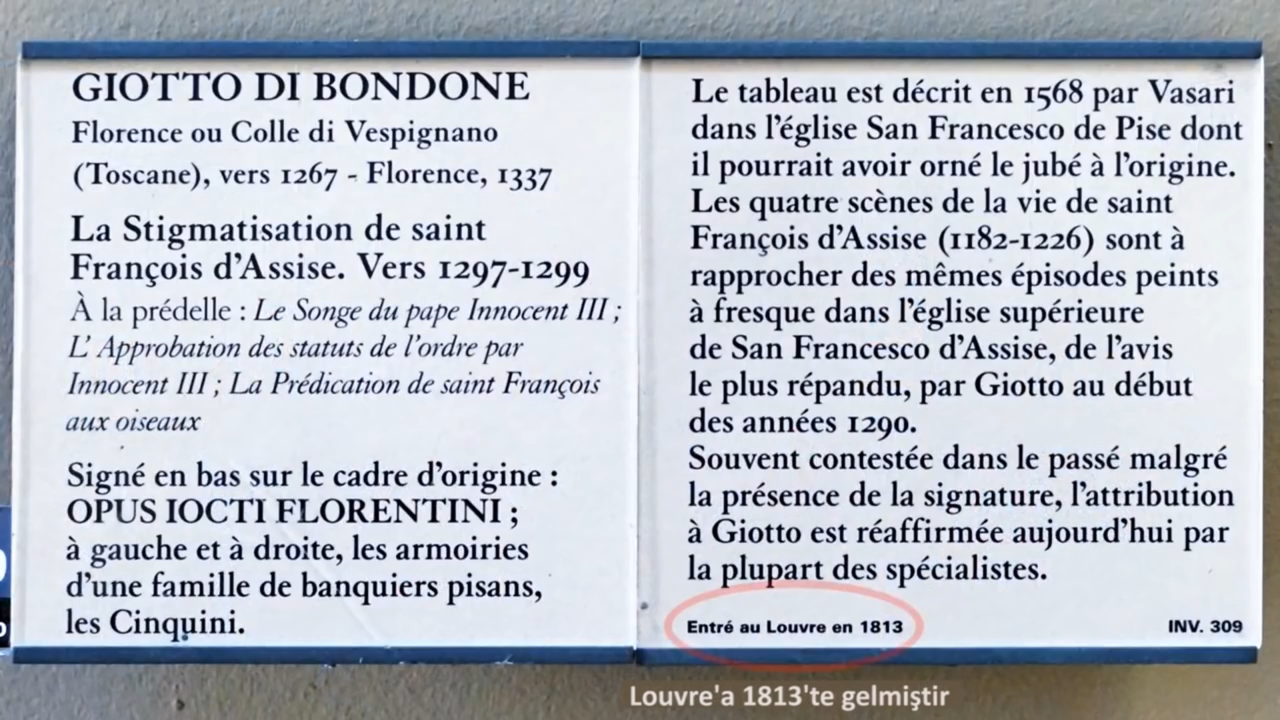 GIOTTO DI BONDONE
Florence ou Colle di Vespignano
(Toscane), vers 1267 - Florence, 1337
La Stigmatisation de saint
François d'Assise. Vers 1297-1299
À la prédelle : Le Songe du pape Innocent III ;
L' Approbation des statuts de l'ordre par
Innocent III ; La Prédication de saint François
aux oiseaux
Signé en bas sur le cadre d'origine :
OPUS IOCTI FLORENTINI ;
à gauche et à droite, les armoiries
d'une famille de banquiers pisans,
les Cinquini.
Le tableau est décrit en 1568 par Vasari
dans l'église San Francesco de Pise dont
il pourrait avoir orné le jubé à l'origine.
Les quatre scènes de la vie de saint
François d'Assise (1182-1226) sont à
rapprocher des mêmes épisodes peints
à fresque dans l'église supérieure
de San Francesco d'Assise, de l'avis
le plus répandu, par Giotto au début
des années 1290.
Souvent contestée dans le passé malgré
la présence de la signature, l'attribution
à Giotto est réaffirmée aujourd'hui par
la plupart des spécialistes.
Entré au Louvre en 1813
INV. 309
Louvre'a 1813'te gelmiştir